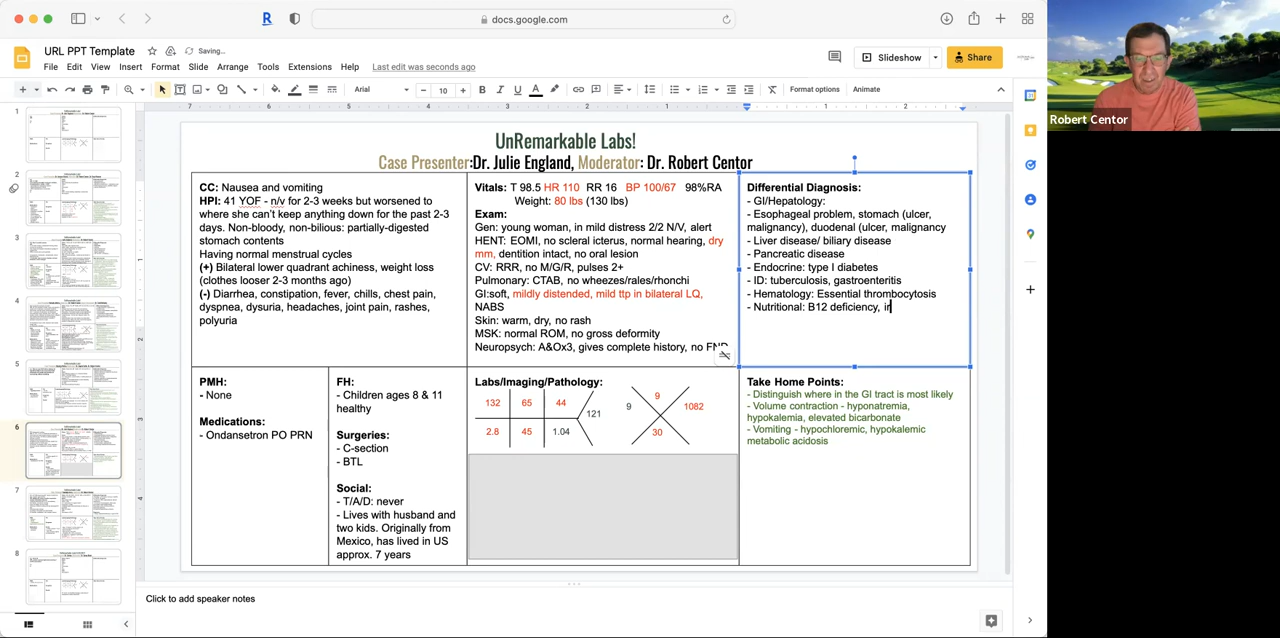 docs.google.com
URL PPT Template
Saving...
File Edit View Insert Format Slide Arrange Tools Extensions Help Last edit was seconds ago
Slideshow
Share
Arial
10
Format options
Animate
UnRemarkable Labs!
Case Presenter:Dr. Julie England, Moderator: Dr. Robert Centor
CC: Nausea and vomiting
HPI: 41 YOF - n/v for 2-3 weeks but worsened to
where she can't keep anything down for the past 2-3
days. Non-bloody, non-bilious: partially-digested
stomach contents
Having normal menstrual cycles
(+) Bilateral lower quadrant achiness, weight loss
(clothes looser 2-3 months ago)
(-) Diarrhea, constipation, fever, chills, chest pain,
dyspnea, dysuria, headaches, joint pain, rashes,
polyuria
Vitals: T 98.5 HR 110 RR 16 BP 100/67 98%RA
Weight: 80 lbs (130 lbs)
Exam:
Gen: yung woman, in mild distress 2/2 N/V, alert
HENT: EOMI, no scleral icterus, normal hearing, dry
mm, dentition intact, no oral lesion
CV: RRR, no M/G/R, pulses 2+
Pulmonary: CTAB, no wheezes/rales/rhonchi
GI:soft, mildly distended, mild ttp in bilateral LQ,
NABS
Skin: warm, dry, no rash
MSK: normal ROM, no gross deformity
Neuropsych: A&Ox3, gives complete history, no FND
Differential Diagnosis:
- GI/Hepatology:
- Esophageal problem, stomach (ulcer,
malignancy), duodenal (ulcer, malignancy
- Liver disease/ biliary disease
- Pancreatic disease
- Endocrine: type I diabetes
- ID: tuberculosis, gastroenteritis
- Hematology: Essential thrombocytosis
- Nutritional: B12 deficiency, ir
PMH:
- None
Medications:
- Ondansetron PO PRN
FH:
- Children ages 8 & 11
healthy
Surgeries:
- C-section
- BTL
Social:
- T/A/D: never
- Lives with husband and
two kids. Originally from
Mexico, has lived in US
approx. 7 years
Labs/Imaging/Pathology:
132 65 44
121
45 1.04
9
9
1082
30
Take Home Points:
- Distinguish where in the GI tract is most likely
- Volume contraction - hyponatremia,
hypokalemia, elevated bicarbonate
- Vomiting - hypochloremic, hypokalemic
metabolic acidosis
Click to add speaker notes
1
2
3
4
5
6
7
8
Robert Centor